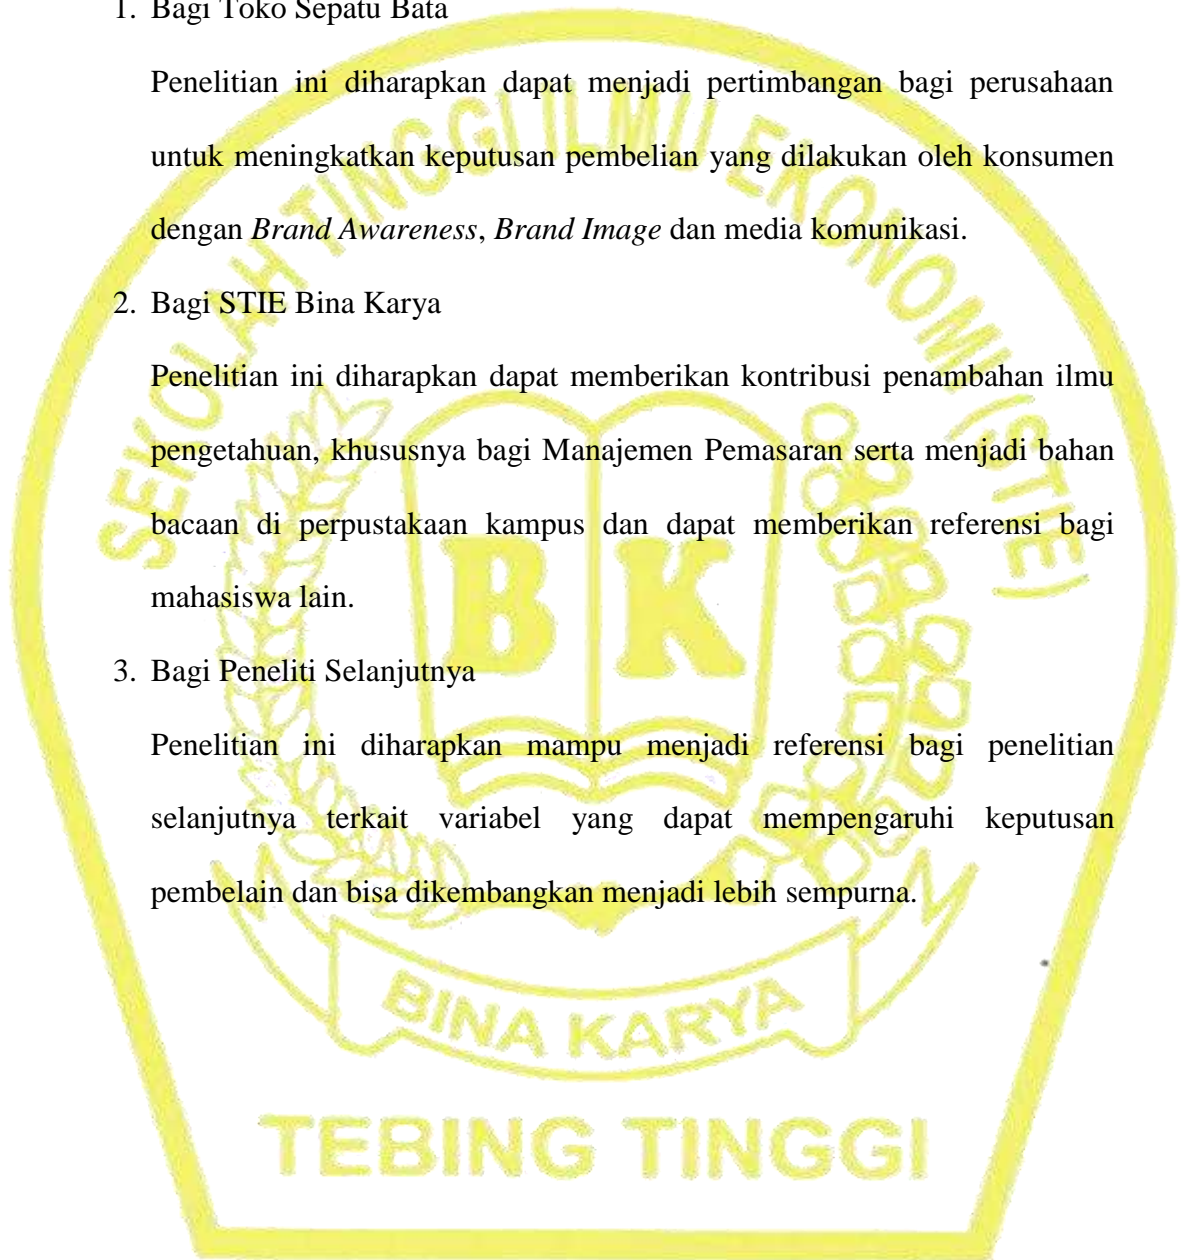 1. Bagi Toko Sepatu Bata
Penelitian ini diharapkan dapat menjadi pertimbangan bagi perusahaan
untuk meningkatkan keputusan pembelian yang dilakukan oleh konsumen
dengan Brand Awareness, Brand Image dan media komunikasi.
2. Bagi STIE Bina Karya
Penelitian ini diharapkan dapat memberikan kontribusi penambahan ilmu
pengetahuan, khususnya bagi Manajemen Pemasaran serta menjadi bahan
bacaan di perpustakaan kampus dan dapat memberikan referensi bagi
mahasiswa lain.
3. Bagi Peneliti Selanjutnya
Penelitian ini diharapkan mampu menjadi referensi bagi penelitian
selanjutnya terkait variabel yang dapat mempengaruhi keputusan
pembelain dan bisa dikembangkan menjadi lebih sempurna.
SEKOLAH TINGGI ILMU EKONOMI (STIE)
BK
BINA KARYA
TEBING TINGGI